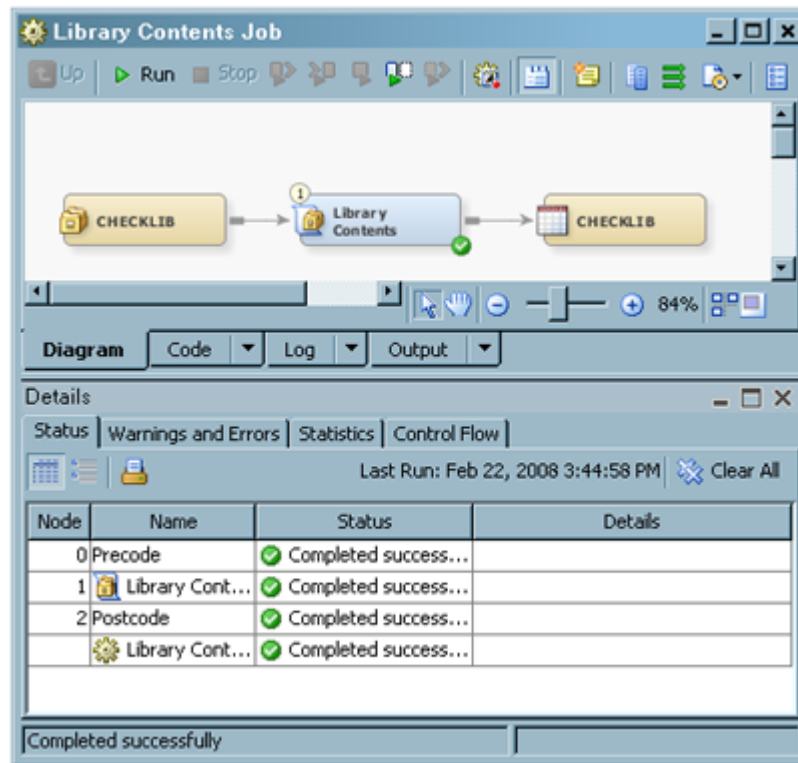 Library Contents Job
Up Run Stop
1
CHECKLIB
Library
Contents
CHECKLIB
84%
Diagram Code Log Output
Details
Status Warnings and Errors Statistics Control Flow
Last Run: Feb 22, 2008 3:44:58 PM Clear All
Node Name Status Details
0 Precode Completed success...
1 Library Cont... Completed success...
2 Postcode Completed success...
Library Cont... Completed success...
Completed successfully